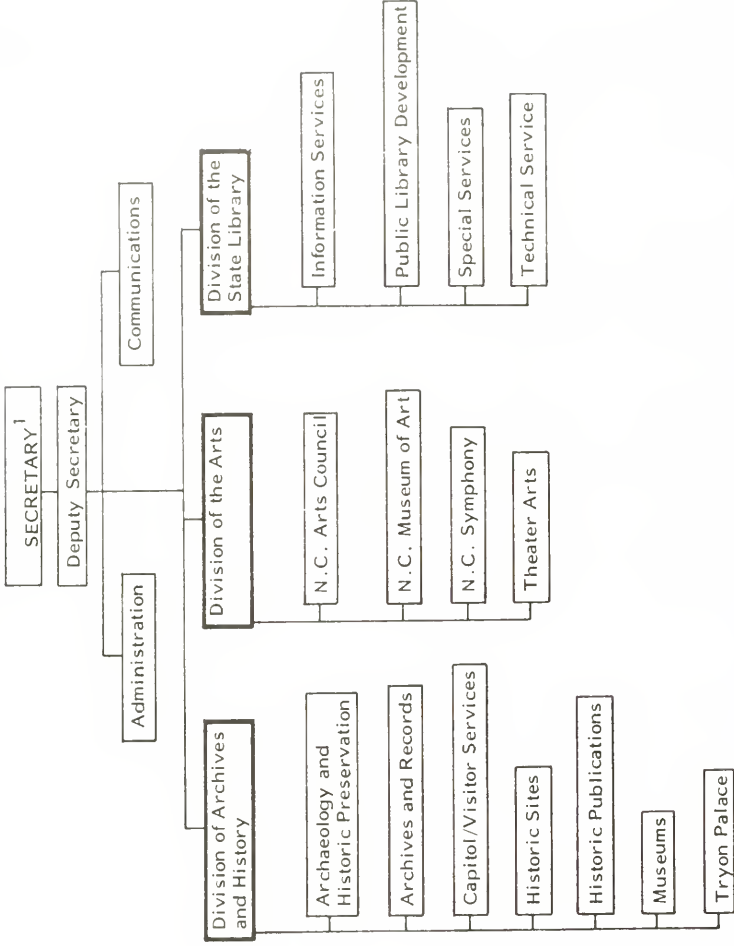 SECRETARY¹
Deputy Secretary
Administration
Communications
Division of Archives
and History
Archaeology and
Historic Preservation
Archives and Records
Capitol/Visitor Services
Historic Sites
Historic Publications
Museums
Tryon Palace
Division of the Arts
N.C. Arts Council
N.C. Museum of Art
N.C. Symphony
Theater Arts
Division of the
State Library
Information Services
Public Library Development
Special Services
Technical Service